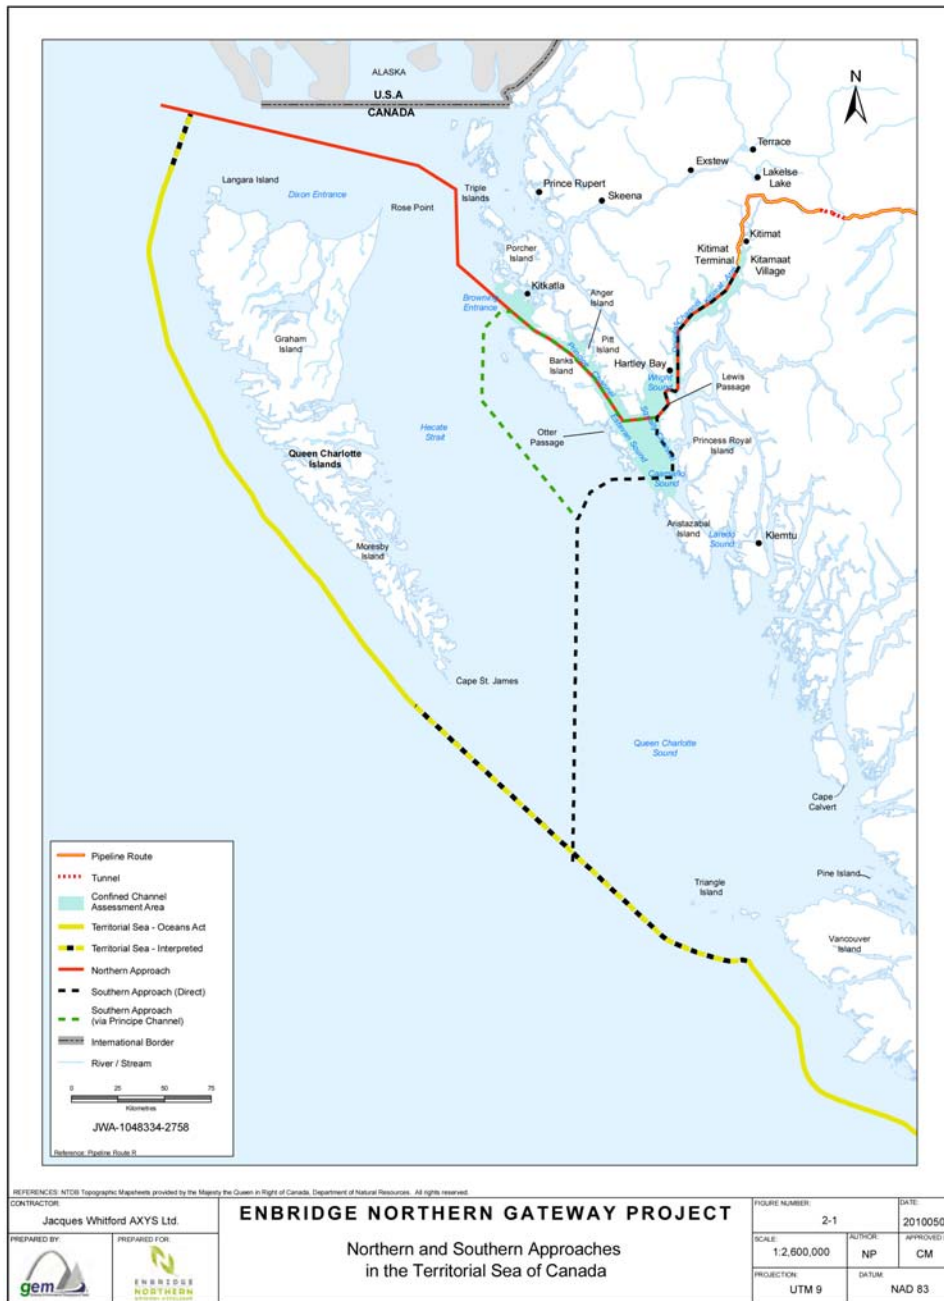 ALASKA
U.S.A
CANADA
N
Terrace
Exstew
Lakelse
Lake
Langara Island
Dixon Entrance
Triple
Islands
Prince Rupert
Skeena
Rose Point
Kitimat
Kitimat
Terminal
Kitamaat
Village
Porcher
Island
Kitkatla
Anger
Island
Browning
Entrance
Graham
Island
Pitt
Island
Banks
Island
Principe Channel
Hartley Bay
Wright
Sound
Lewis
Passage
Hecate
Strait
Otter
Passage
Estevan Sound
Princess Royal
Island
Queen Charlotte
Islands
Caamaño
Sound
Aristazabal
Island
Laredo
Sound
Klemtu
Moresby
Island
Cape St. James
Queen Charlotte
Sound
Cape
Calvert
Triangle
Island
Pine Island
Vancouver
Island
Pipeline Route
Tunnel
Confined Channel
Assessment Area
Territorial Sea - Oceans Act
Territorial Sea - Interpreted
Northern Approach
Southern Approach (Direct)
Southern Approach
(via Principe Channel)
International Border
River / Stream
0 25 50 75
Kilometres
JWA-1048334-2758
Reference: Pipeline Route R
REFERENCES: NTDB Topographic Mapsheets provided by the Majesty the Queen in Right of Canada, Department of Natural Resources. All rights reserved.
CONTRACTOR:
Jacques Whitford AXYS Ltd.
PREPARED BY:
gem
PREPARED FOR:
ENBRIDGE
NORTHERN
ENBRIDGE NORTHERN GATEWAY PROJECT
Northern and Southern Approaches
in the Territorial Sea of Canada
FIGURE NUMBER:
2-1
DATE:
2010050
SCALE:
1:2,600,000
AUTHOR:
NP
APPROVED
CM
PROJECTION:
UTM 9
DATUM:
NAD 83